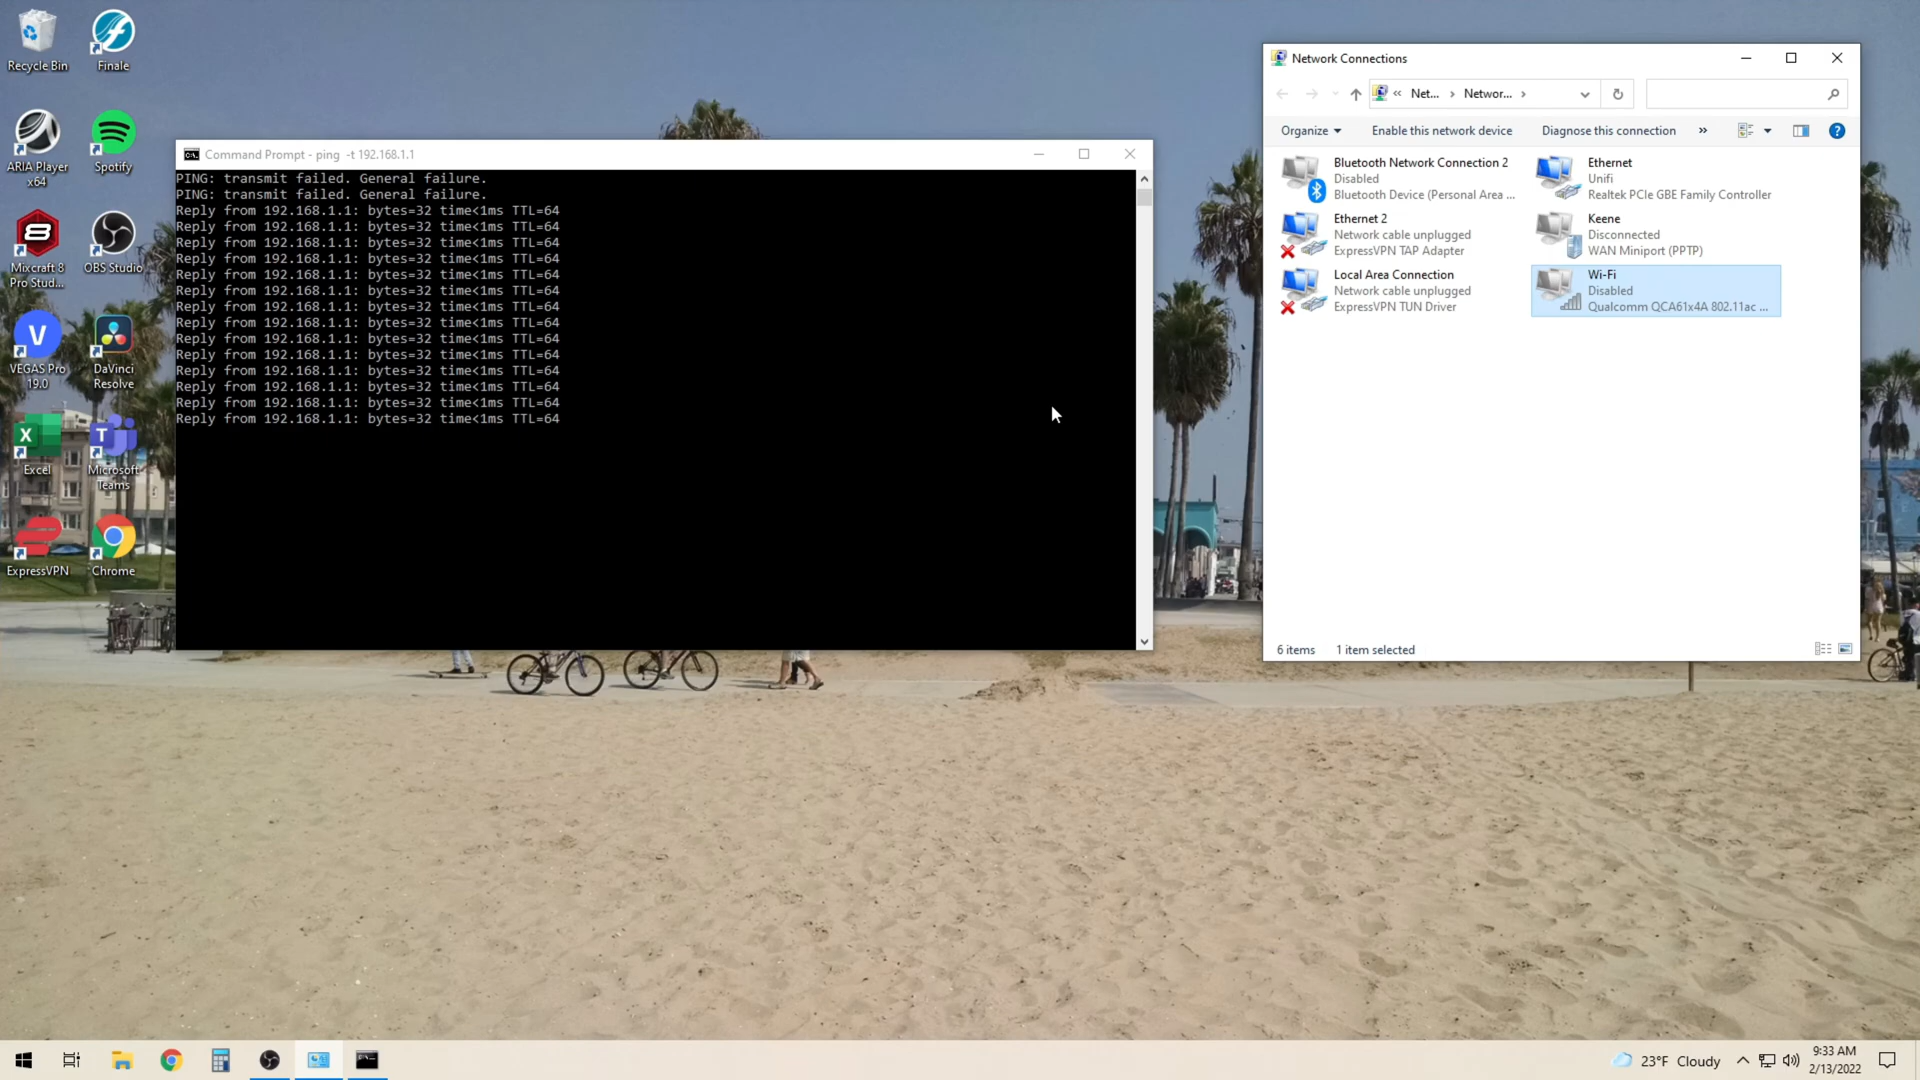 Recycle Bin
Finale
ARIA Player
x64
Spotify
Mixcraft 8
Pro Stud...
OBS Studio
VEGAS Pro
19.0
DaVinci
Resolve
Excel
Microsoft
Teams
ExpressVPN
Chrome
Command Prompt - ping  -t 192.168.1.1
PING: transmit failed. General failure.
PING: transmit failed. General failure.
Reply from 192.168.1.1: bytes=32 time<1ms TTL=64
Reply from 192.168.1.1: bytes=32 time<1ms TTL=64
Reply from 192.168.1.1: bytes=32 time<1ms TTL=64
Reply from 192.168.1.1: bytes=32 time<1ms TTL=64
Reply from 192.168.1.1: bytes=32 time<1ms TTL=64
Reply from 192.168.1.1: bytes=32 time<1ms TTL=64
Reply from 192.168.1.1: bytes=32 time<1ms TTL=64
Reply from 192.168.1.1: bytes=32 time<1ms TTL=64
Reply from 192.168.1.1: bytes=32 time<1ms TTL=64
Reply from 192.168.1.1: bytes=32 time<1ms TTL=64
Reply from 192.168.1.1: bytes=32 time<1ms TTL=64
Reply from 192.168.1.1: bytes=32 time<1ms TTL=64
Reply from 192.168.1.1: bytes=32 time<1ms TTL=64
Reply from 192.168.1.1: bytes=32 time<1ms TTL=64
Network Connections
« Net... › Networ... ›
Organize Enable this network device Diagnose this connection »
Bluetooth Network Connection 2
Disabled
Bluetooth Device (Personal Area ...
Ethernet
Unifi
Realtek PCIe GBE Family Controller
Ethernet 2
Network cable unplugged
ExpressVPN TAP Adapter
Keene
Disconnected
WAN Miniport (PPTP)
Local Area Connection
Network cable unplugged
ExpressVPN TUN Driver
Wi-Fi
Disabled
Qualcomm QCA61x4A 802.11ac ...
6 items 1 item selected
23°F Cloudy
9:33 AM
2/13/2022